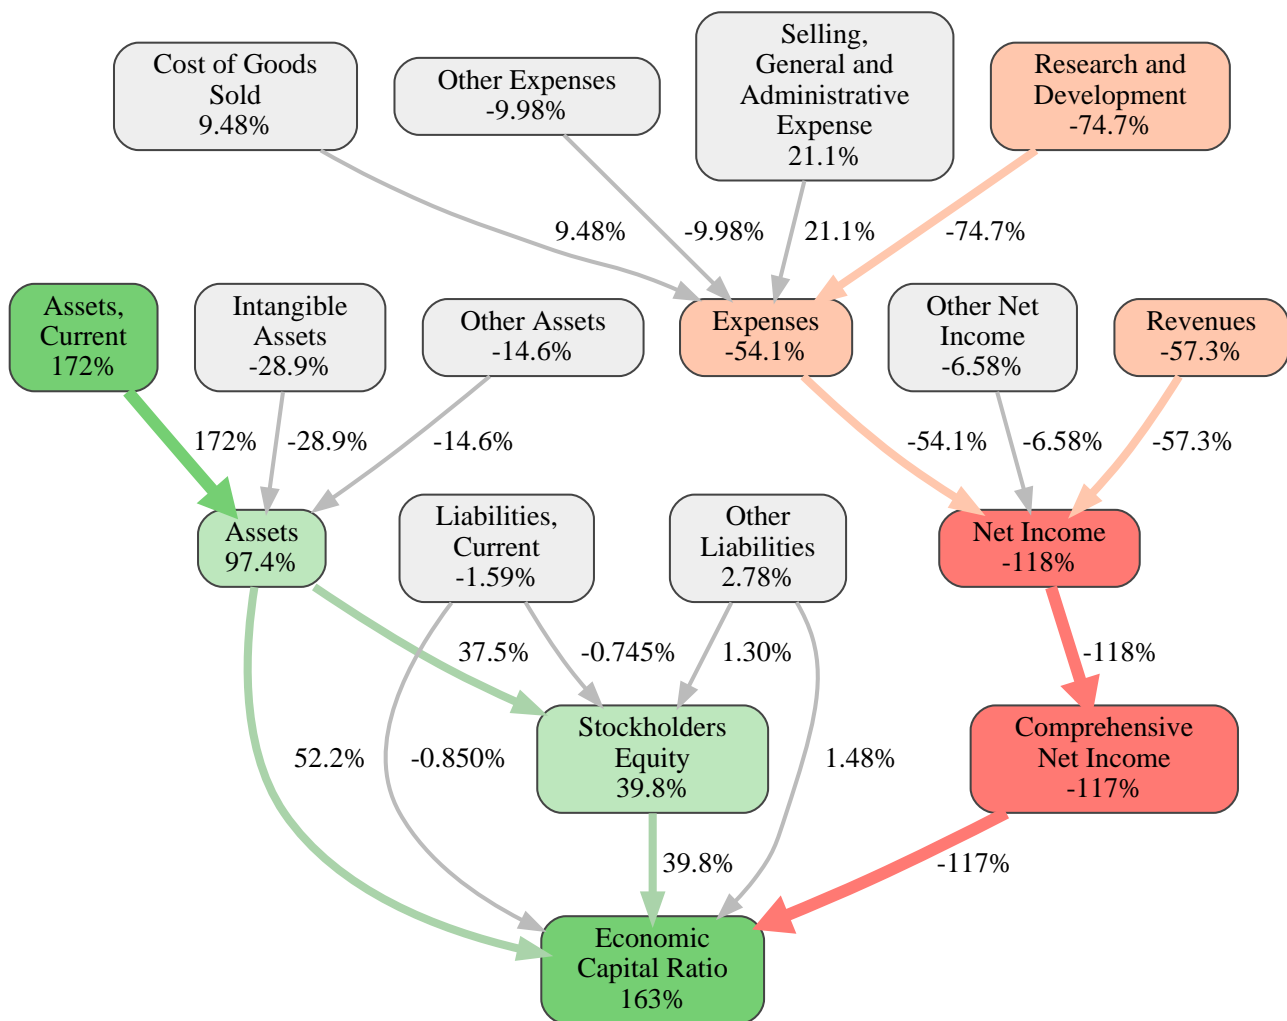 Cost of Goods
Sold
9.48%
Other Expenses
-9.98%
Selling,
General and
Administrative
Expense
21.1%
Research and
Development
-74.7%
9.48%
-9.98%
21.1%
-74.7%
Assets,
Current
172%
Intangible
Assets
-28.9%
Other Assets
-14.6%
Expenses
-54.1%
Other Net
Income
-6.58%
Revenues
-57.3%
172%
-28.9%
-14.6%
-54.1%
-6.58%
-57.3%
Assets
97.4%
Liabilities,
Current
-1.59%
Other
Liabilities
2.78%
Net Income
-118%
37.5%
-0.745%
1.30%
-118%
Stockholders
Equity
39.8%
Comprehensive
Net Income
-117%
52.2%
-0.850%
1.48%
39.8%
-117%
Economic
Capital Ratio
163%